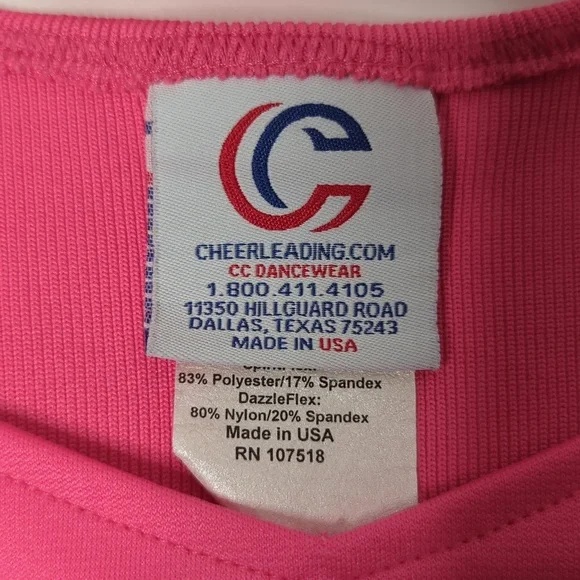 CHEERLEADING.COM
CC DANCEWEAR
1.800.411.4105
11350 HILLGUARD ROAD
DALLAS, TEXAS 75243
MADE IN USA
83% Polyester/17% Spandex
DazzleFlex:
80% Nylon/20% Spandex
Made in USA
RN 107518